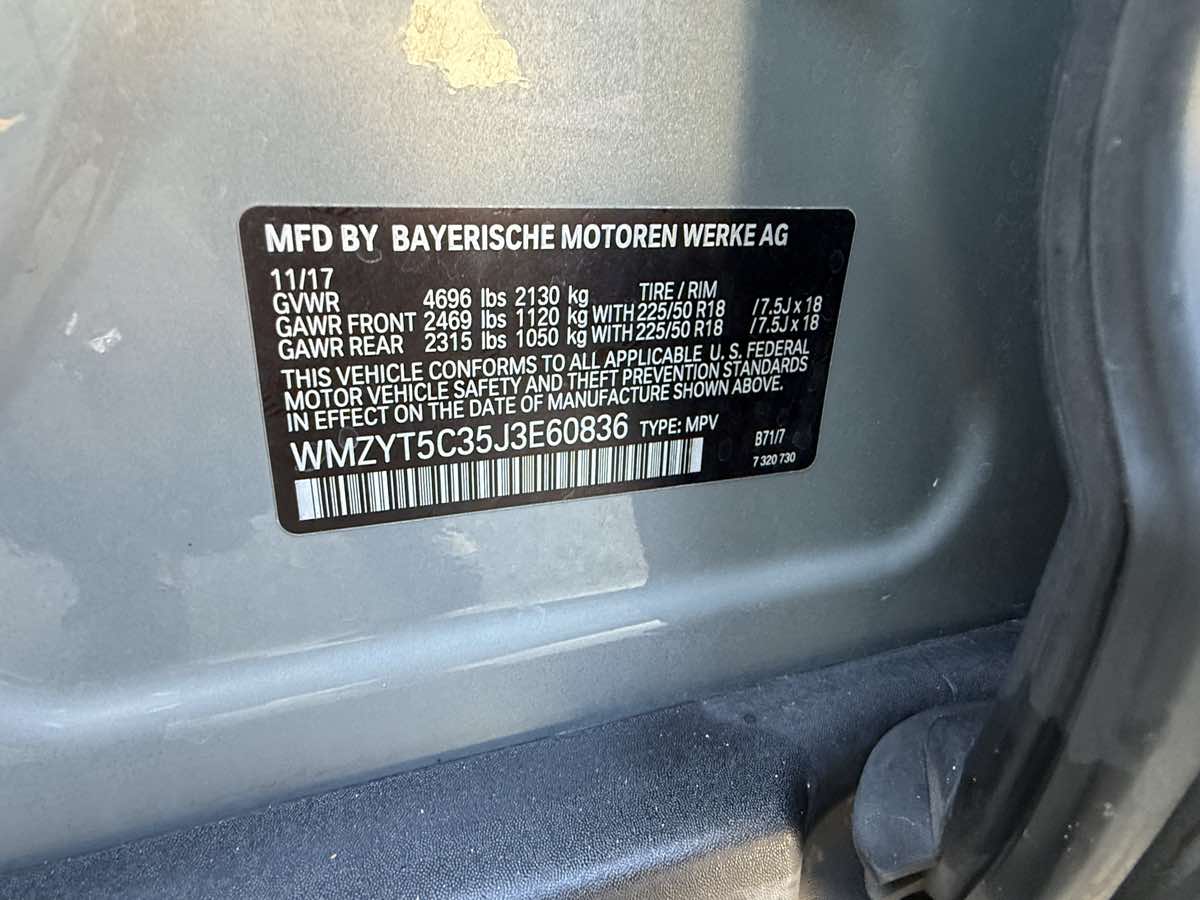 MFD BY BAYERISCHE MOTOREN WERKE AG
11/17
GVWR 4696 lbs 2130 kg TIRE / RIM
GAWR FRONT 2469 lbs 1120 kg WITH 225/50 R18 /7.5J x 18
GAWR REAR 2315 lbs 1050 kg WITH 225/50 R18 /7.5J x 18
THIS VEHICLE CONFORMS TO ALL APPLICABLE U.S. FEDERAL
MOTOR VEHICLE SAFETY AND THEFT PREVENTION STANDARDS
IN EFFECT ON THE DATE OF MANUFACTURE SHOWN ABOVE.
WMZYT5C35J3E60836 TYPE: MPV B71/7
7 320 730